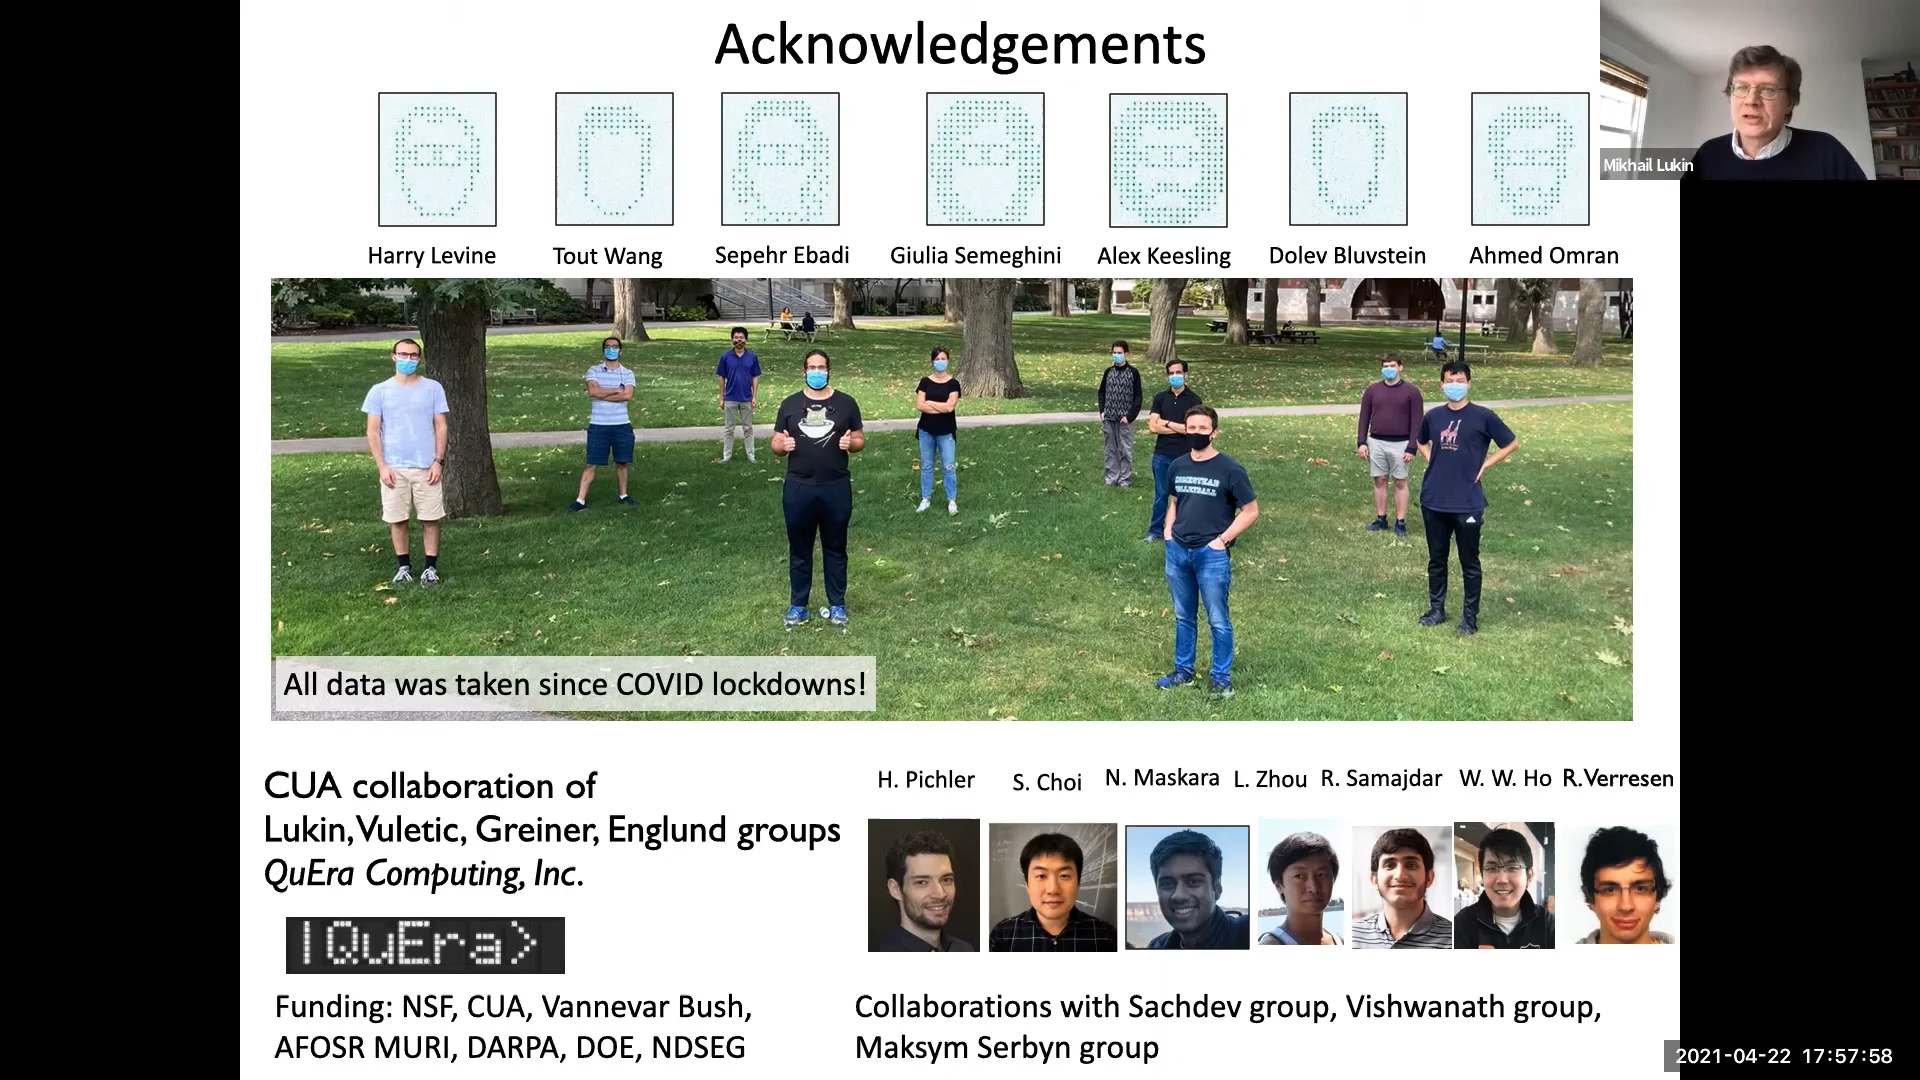 Acknowledgements
Mikhail Lukin
Harry Levine
Tout Wang
Sepehr Ebadi
Giulia Semeghini
Alex Keesling
Dolev Bluvstein
Ahmed Omran
HOMESTEAD
VOLLEYBALL
All data was taken since COVID lockdowns!
CUA collaboration of
Lukin, Vuletic, Greiner, Englund groups
QuEra Computing, Inc.
|QuEra>
Funding: NSF, CUA, Vannevar Bush,
AFOSR MURI, DARPA, DOE, NDSEG
H. Pichler
S. Choi
N. Maskara
L. Zhou
R. Samajdar
W. W. Ho
R. Verresen
Collaborations with Sachdev group, Vishwanath group,
Maksym Serbyn group
2021-04-22 17:57:58